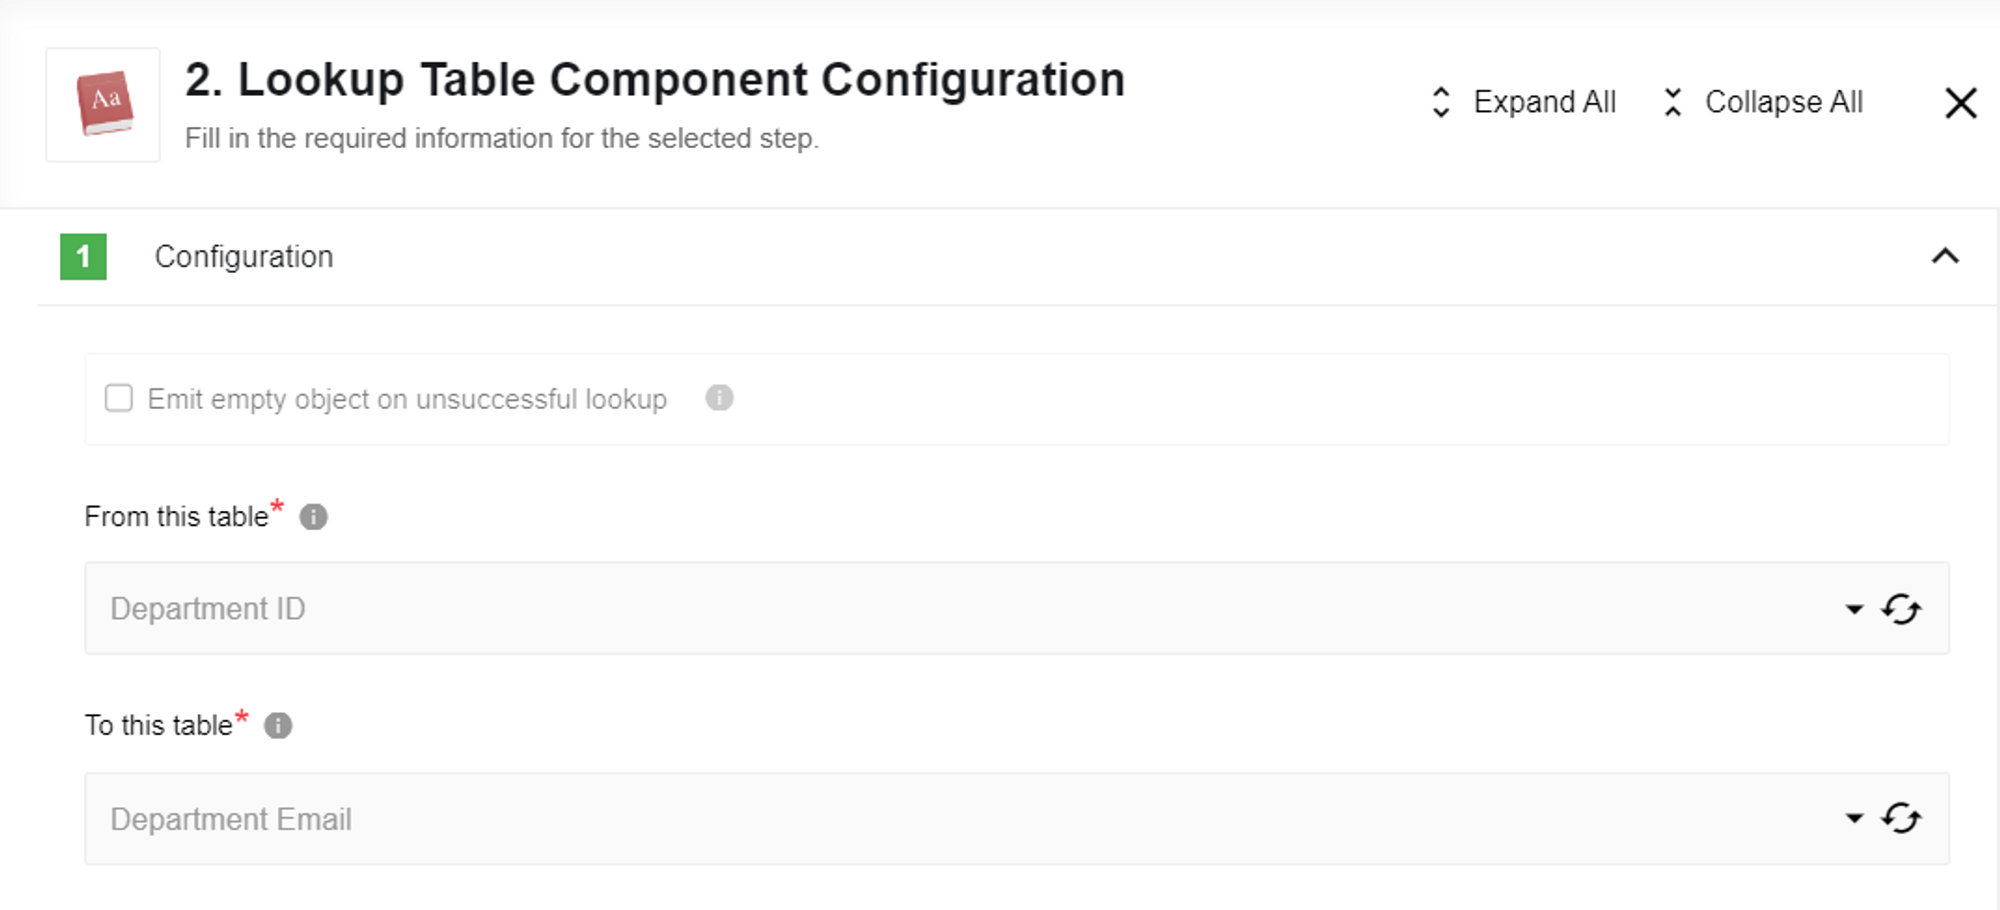 Aa
2. Lookup Table Component Configuration
Fill in the required information for the selected step.
Expand All
Collapse All
1 Configuration
Emit empty object on unsuccessful lookup
From this table*
Department ID
To this table*
Department Email